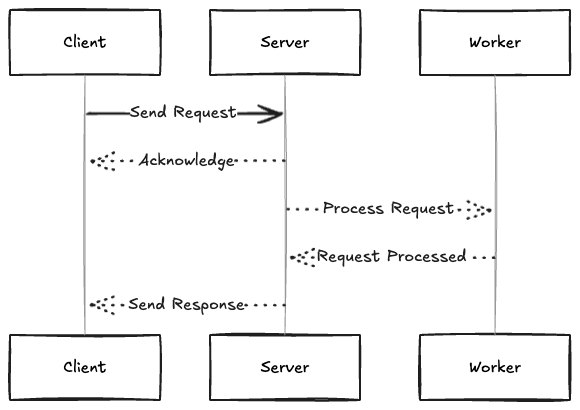 Client
Server
Worker
Send Request
Acknowledge
Process Request
Request Processed
Send Response
Client
Server
Worker